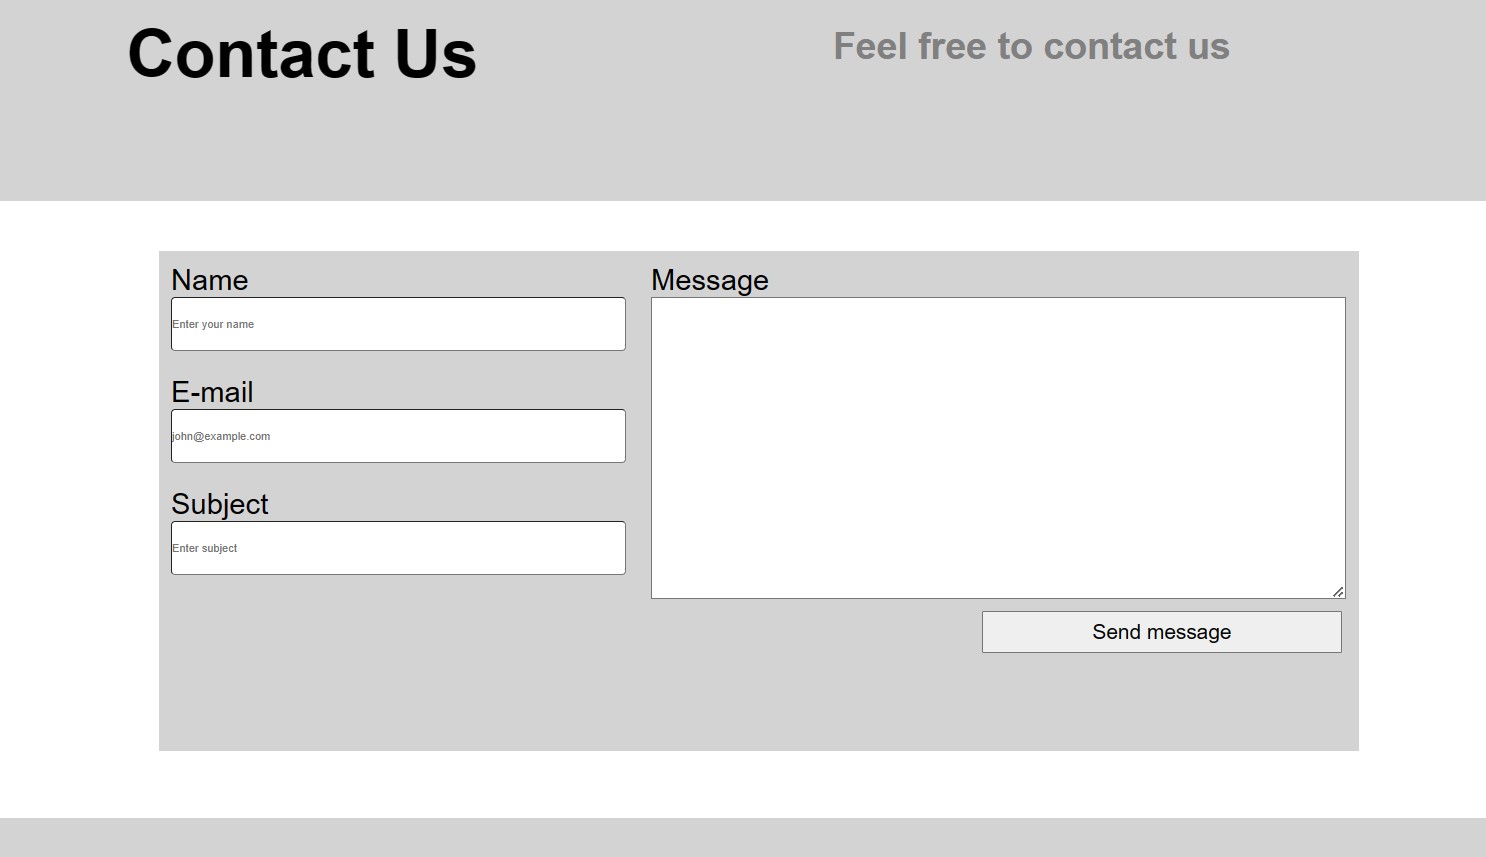 Contact Us
Feel free to contact us
Name
Enter your name
E-mail
john@example.com
Subject
Enter subject
Message
Send message